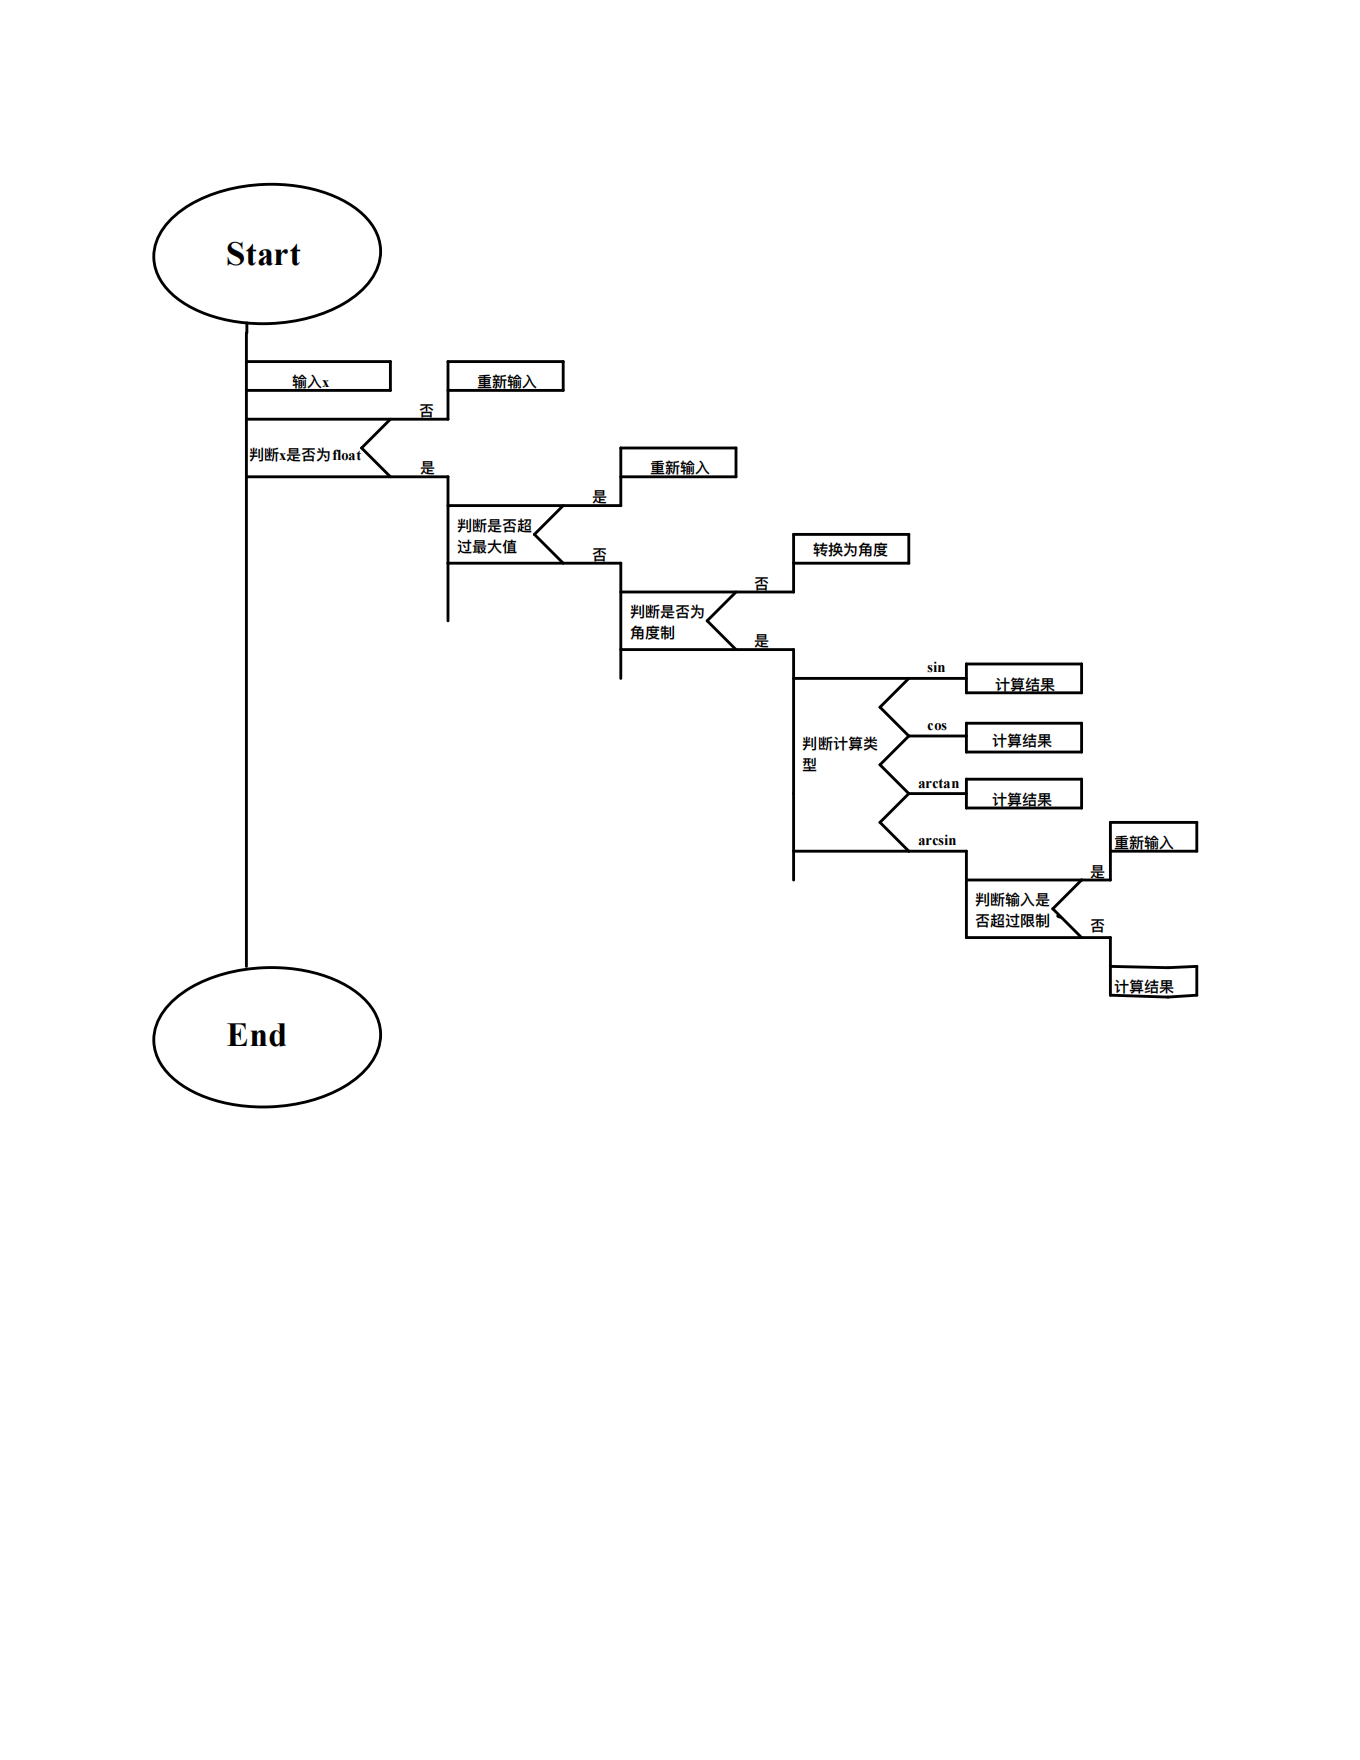 Start
输入x
重新输入
否
判断x是否为float
是
重新输入
是
判断是否超
过最大值
否
转换为角度
否
判断是否为
角度制
是
sin
计算结果
cos
计算结果
判断计算类
型
arctan
计算结果
arcsin
重新输入
是
判断输入是
否超过限制
否
计算结果
End